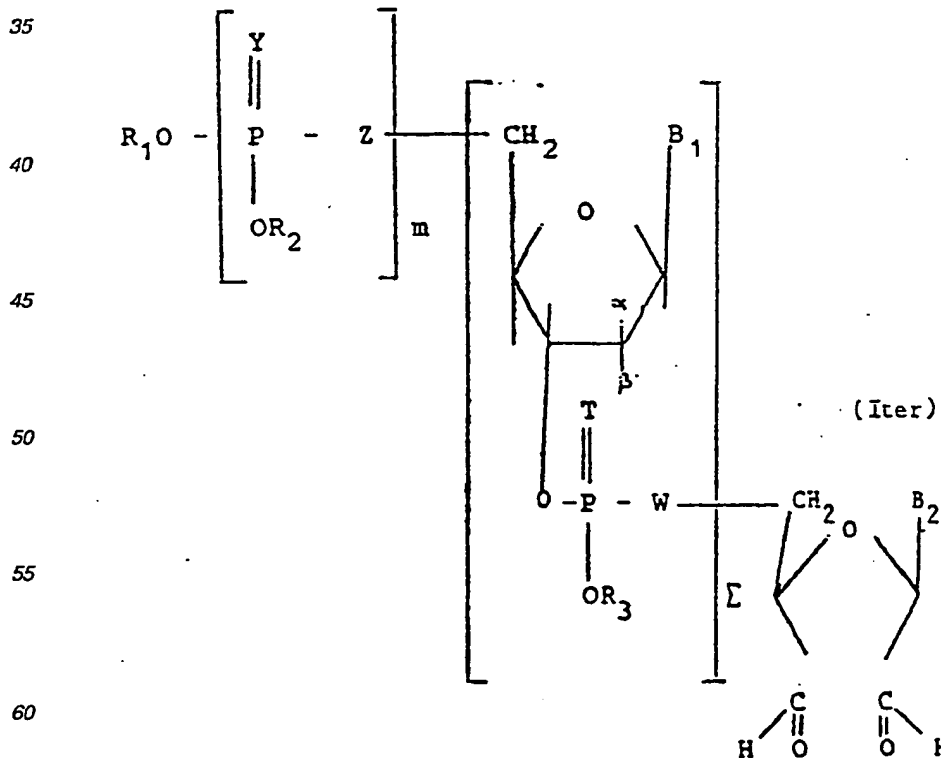 35
Y
R1O - P - Z CH2 B1
40
O
OR2 m
45
α
β
T (Iter)
50
O - P - W CH2 O B2
55
OR3 Σ
C C
60
H O O H